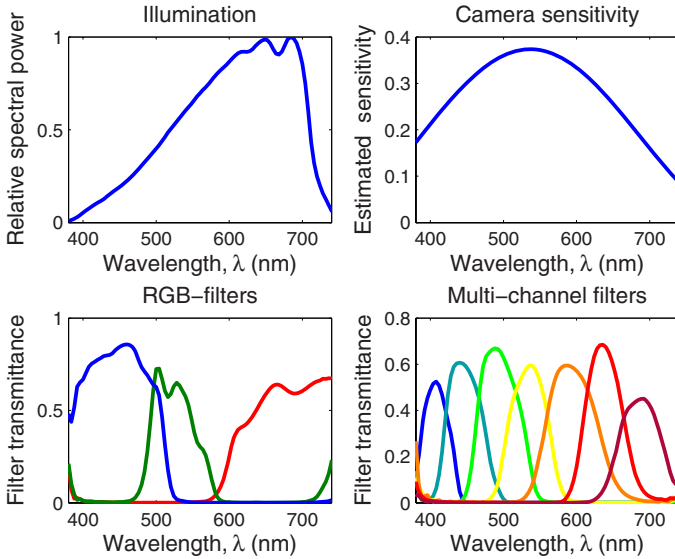 Illumination
Relative spectral power
1
0.5
0
400 500 600 700
Wavelength, λ (nm)
Camera sensitivity
Estimated sensitivity
0.4
0.3
0.2
0.1
0
400 500 600 700
Wavelength, λ (nm)
RGB−filters
Filter transmittance
1
0.5
0
400 500 600 700
Wavelength, λ (nm)
Multi−channel filters
Filter transmittance
0.8
0.6
0.4
0.2
0
400 500 600 700
Wavelength, λ (nm)